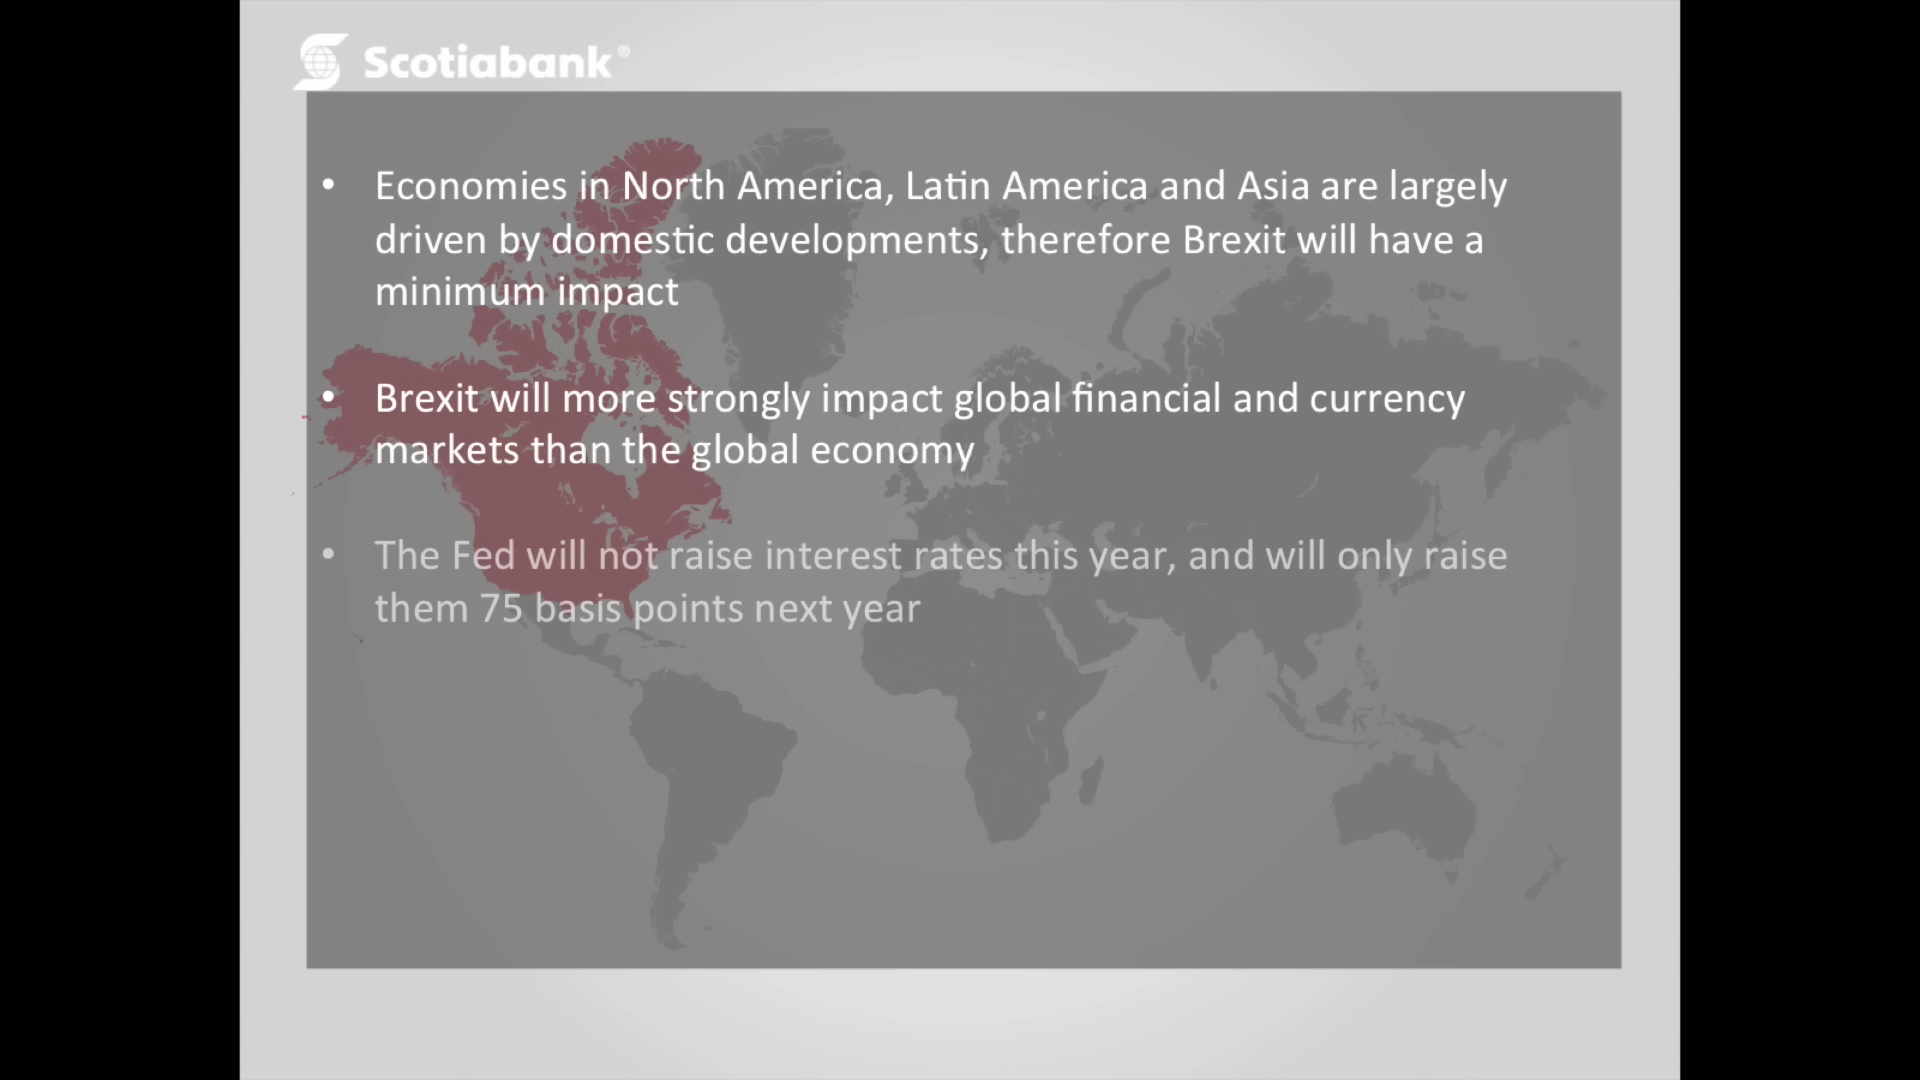 Scotiabank®
• Economies in North America, Latin America and Asia are largely
driven by domestic developments, therefore Brexit will have a
minimum impact
• Brexit will more strongly impact global financial and currency
markets than the global economy
• The Fed will not raise interest rates this year, and will only raise
them 75 basis points next year